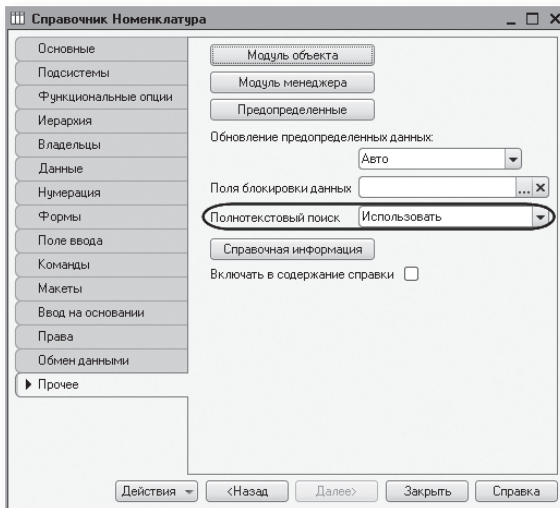 Справочник Номенклатура
Основные
Подсистемы
Функциональные опции
Иерархия
Владельцы
Данные
Нумерация
Формы
Поле ввода
Команды
Макеты
Ввод на основании
Права
Обмен данными
Прочее
Модуль объекта
Модуль менеджера
Предопределенные
Обновление предопределенных данных:
Авто
Поля блокировки данных ...
Полнотекстовый поиск Использовать
Справочная информация
Включать в содержание справки
Действия <Назад Далее> Закрыть Справка